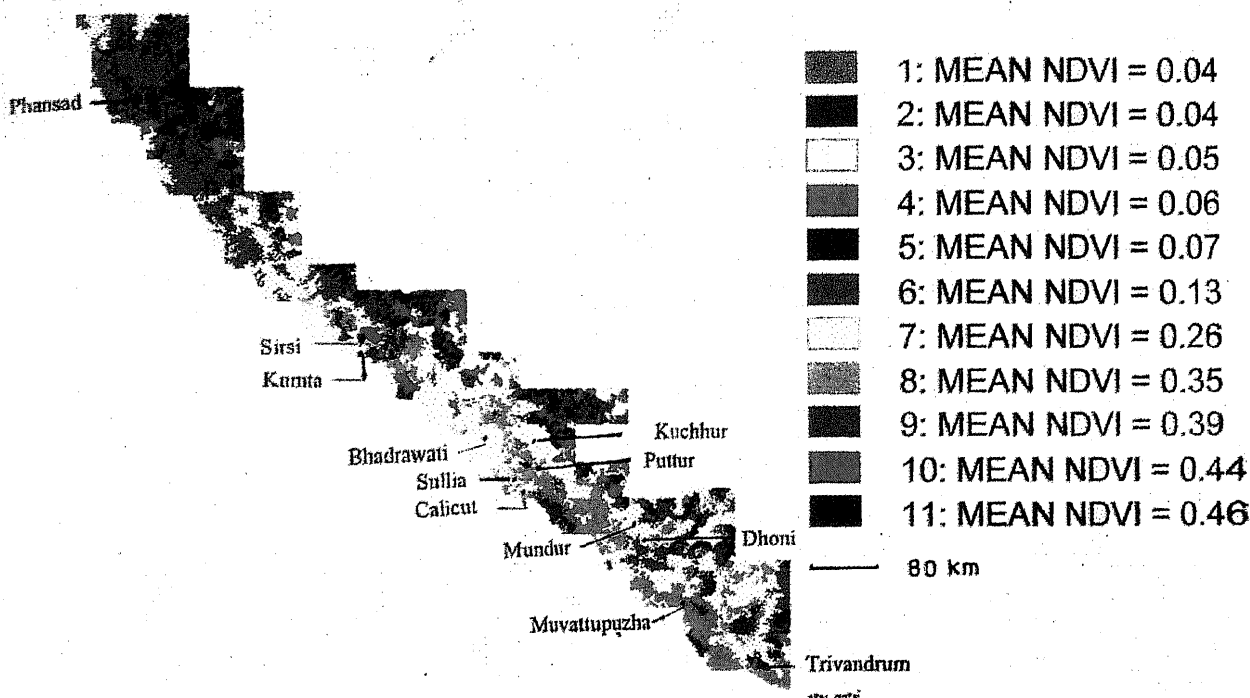 Phansad
Sirsi
Kumta
Bhadrawati
Sullia
Calicut
Kuchhur
Puttur
Mundur
Dhoni
Muvattupuzha
Trivandrum
1: MEAN NDVI = 0.04
2: MEAN NDVI = 0.04
3: MEAN NDVI = 0.05
4: MEAN NDVI = 0.06
5: MEAN NDVI = 0.07
6: MEAN NDVI = 0.13
7: MEAN NDVI = 0.26
8: MEAN NDVI = 0.35
9: MEAN NDVI = 0.39
10: MEAN NDVI = 0.44
11: MEAN NDVI = 0.46
80 km